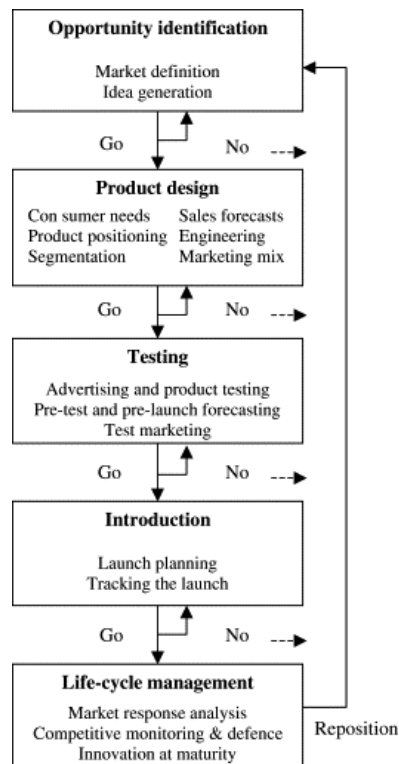 Opportunity identification
Market definition
Idea generation
Go No
Product design
Con sumer needs Sales forecasts
Product positioning Engineering
Segmentation Marketing mix
Go No
Testing
Advertising and product testing
Pre-test and pre-launch forecasting
Test marketing
Go No
Introduction
Launch planning
Tracking the launch
Go No
Life-cycle management
Market response analysis
Competitive monitoring & defence
Innovation at maturity
Reposition